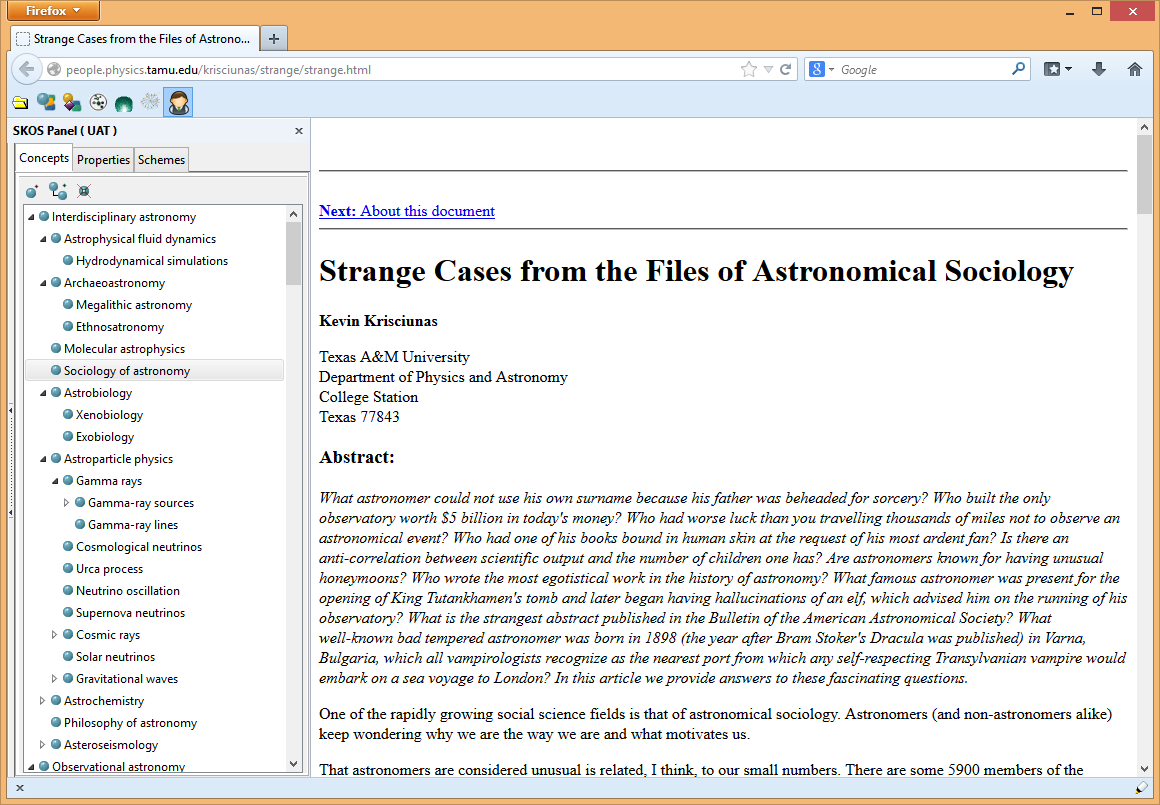 Firefox
Strange Cases from the Files of Astrono...
people.physics.tamu.edu/krisciunas/strange/strange.html
Google
SKOS Panel ( UAT )
Concepts
Properties
Schemes
Interdisciplinary astronomy
Astrophysical fluid dynamics
Hydrodynamical simulations
Archaeoastronomy
Megalithic astronomy
Ethnosatronomy
Molecular astrophysics
Sociology of astronomy
Astrobiology
Xenobiology
Exobiology
Astroparticle physics
Gamma rays
Gamma-ray sources
Gamma-ray lines
Cosmological neutrinos
Urca process
Neutrino oscillation
Supernova neutrinos
Cosmic rays
Solar neutrinos
Gravitational waves
Astrochemistry
Philosophy of astronomy
Asteroseismology
Observational astronomy
Next: About this document
Strange Cases from the Files of Astronomical Sociology
Kevin Krisciunas
Texas A&M University
Department of Physics and Astronomy
College Station
Texas 77843
Abstract:
What astronomer could not use his own surname because his father was beheaded for sorcery? Who built the only
observatory worth $5 billion in today's money? Who had worse luck than you travelling thousands of miles not to observe an
astronomical event? Who had one of his books bound in human skin at the request of his most ardent fan? Is there an
anti-correlation between scientific output and the number of children one has? Are astronomers known for having unusual
honeymoons? Who wrote the most egotistical work in the history of astronomy? What famous astronomer was present for the
opening of King Tutankhamen's tomb and later began having hallucinations of an elf, which advised him on the running of his
observatory? What is the strangest abstract published in the Bulletin of the American Astronomical Society? What
well-known bad tempered astronomer was born in 1898 (the year after Bram Stoker's Dracula was published) in Varna,
Bulgaria, which all vampirologists recognize as the nearest port from which any self-respecting Transylvanian vampire would
embark on a sea voyage to London? In this article we provide answers to these fascinating questions.
One of the rapidly growing social science fields is that of astronomical sociology. Astronomers (and non-astronomers alike)
keep wondering why we are the way we are and what motivates us.
That astronomers are considered unusual is related, I think, to our small numbers. There are some 5900 members of the